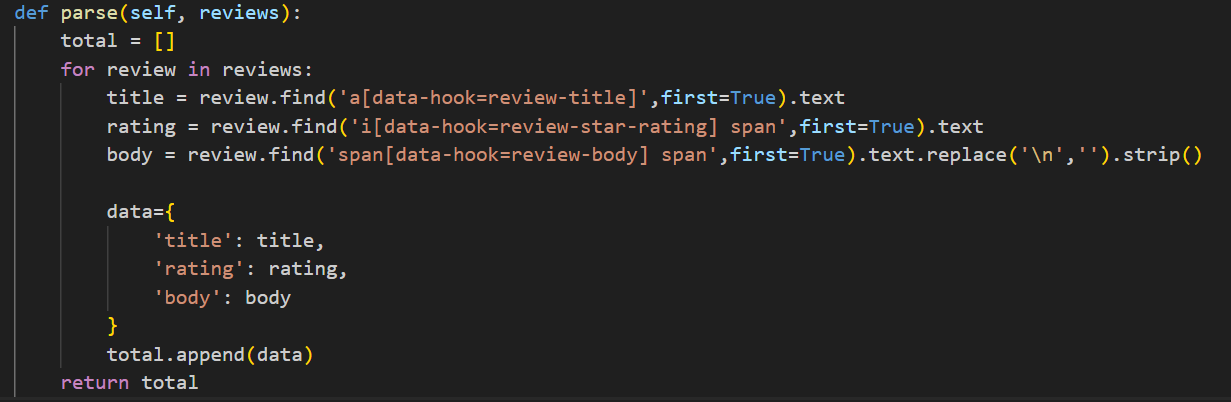 def parse(self, reviews):
    total = []
    for review in reviews:
        title = review.find('a[data-hook=review-title]',first=True).text
        rating = review.find('i[data-hook=review-star-rating] span',first=True).text
        body = review.find('span[data-hook=review-body] span',first=True).text.replace('\n','').strip()

        data={
            'title': title,
            'rating': rating,
            'body': body
        }
        total.append(data)
    return total